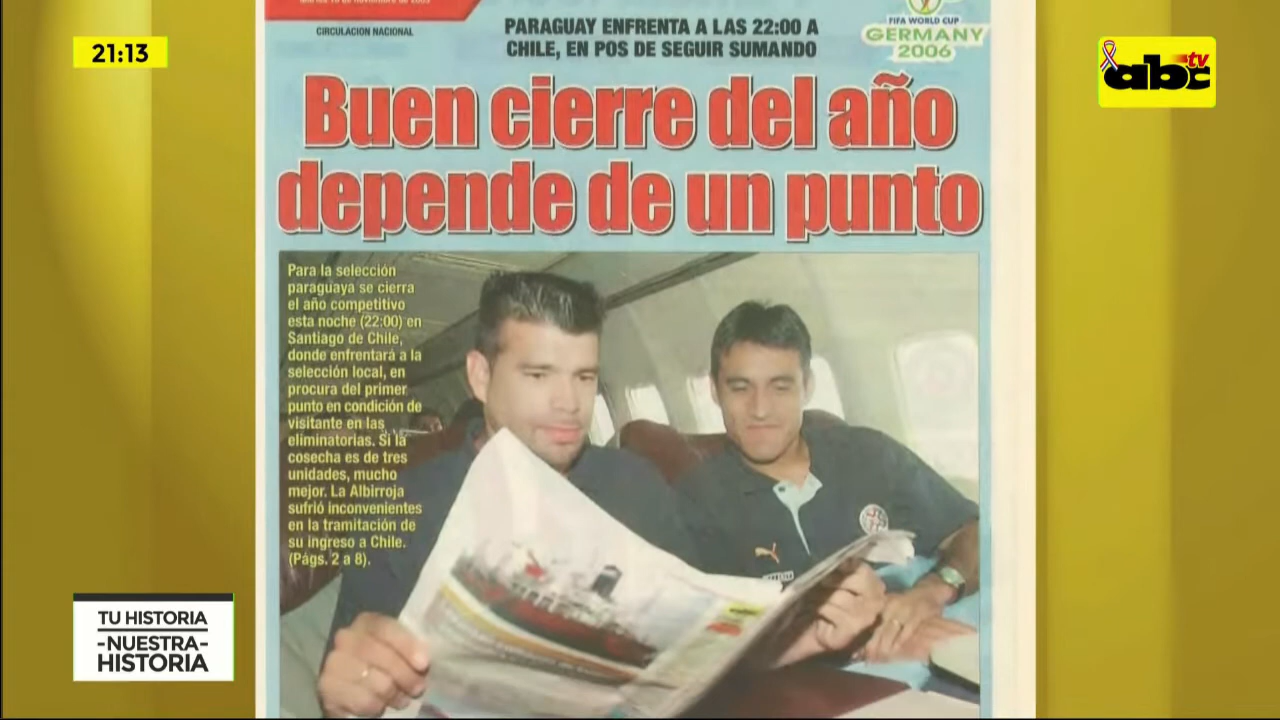 21:13
CIRCULACION NACIONAL
PARAGUAY ENFRENTA A LAS 22:00 A
CHILE, EN POS DE SEGUIR SUMANDO
FIFA WORLD CUP
GERMANY
2006
abc tv
Buen cierre del año
depende de un punto
Para la selección
paraguaya se cierra
el año competitivo
esta noche (22:00) en
Santiago de Chile,
donde enfrentará a la
selección local, en
procura del primer
punto en condición de
visitante en las
eliminatorias. Si la
cosecha es de tres
unidades, mucho
mejor. La Albirroja
sufrió inconvenientes
en la tramitación de
su ingreso a Chile.
(Págs. 2 a 8).
TU HISTORIA
-NUESTRA-
HISTORIA